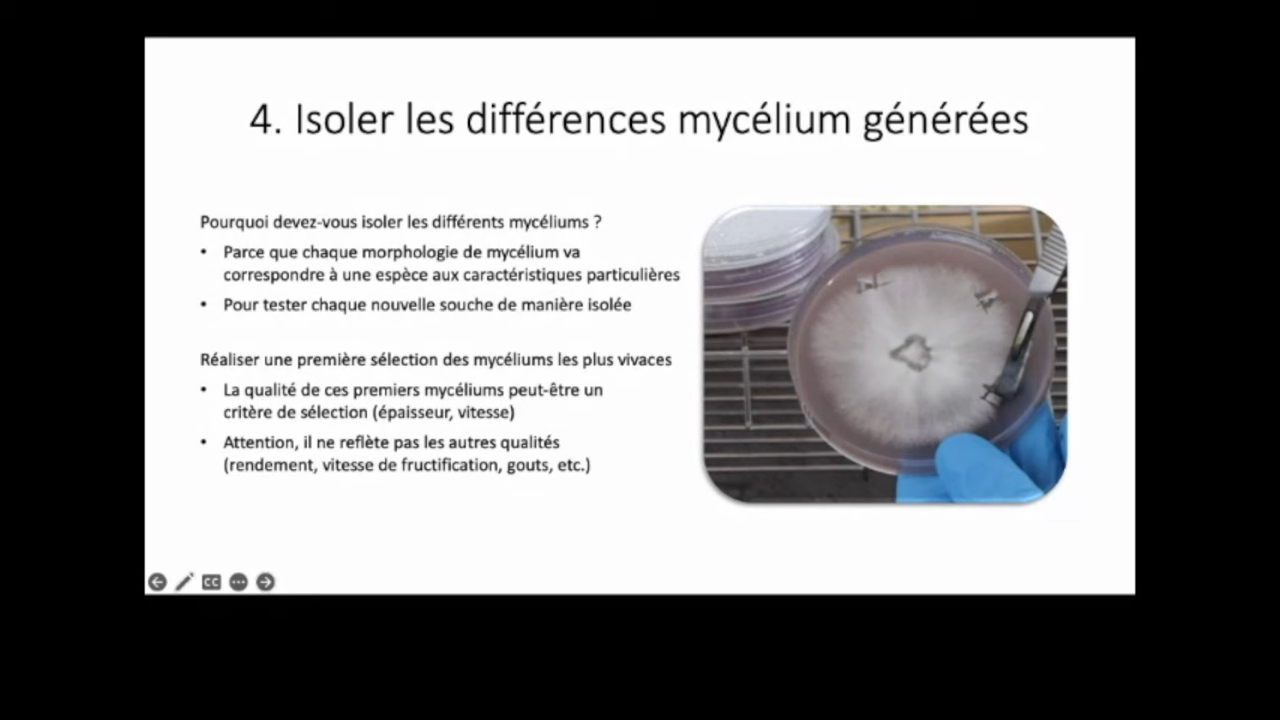 4. Isoler les différences mycélium générées
Pourquoi devez-vous isoler les différents mycéliums ?
• Parce que chaque morphologie de mycélium va
correspondre à une espèce aux caractéristiques particulières
• Pour tester chaque nouvelle souche de manière isolée
Réaliser une première sélection des mycéliums les plus vivaces
• La qualité de ces premiers mycéliums peut-être un
critère de sélection (épaisseur, vitesse)
• Attention, il ne reflète pas les autres qualités
(rendement, vitesse de fructification, gouts, etc.)
CC